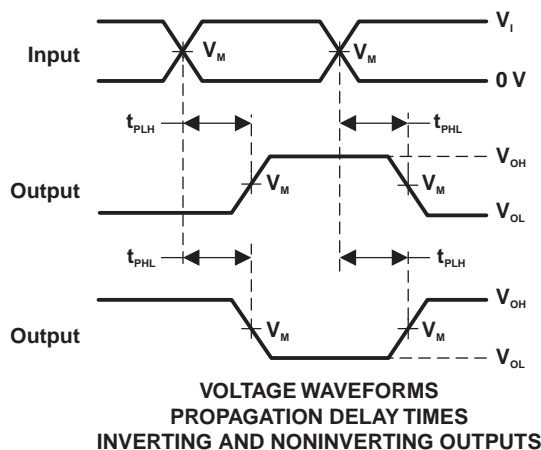 Input
V_M
V_M
V_I
0 V
t_PLH
t_PHL
Output
V_M
V_M
V_OH
V_OL
t_PHL
t_PLH
Output
V_M
V_M
V_OH
V_OL
VOLTAGE WAVEFORMS
PROPAGATION DELAY TIMES
INVERTING AND NONINVERTING OUTPUTS